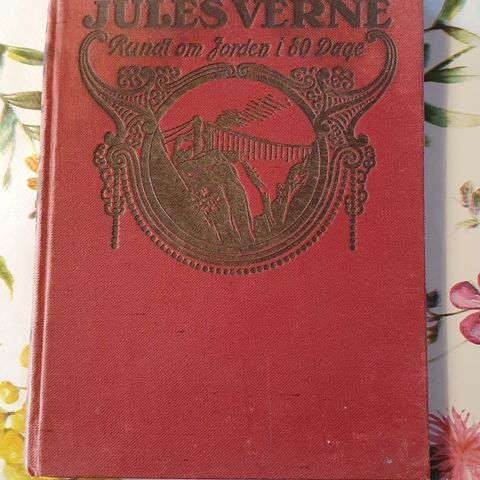 JULES VERNE
Rundt om Jorden i 80 Dage